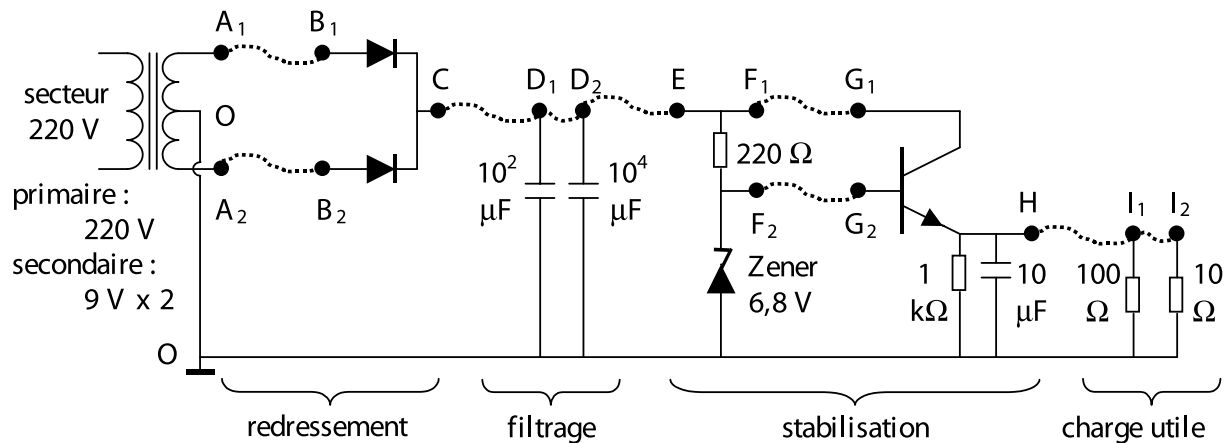 A1 B1
secteur
220 V
O
C D1 D2 E F1 G1
10² μF
10⁴ μF
220 Ω
primaire :
220 V
secondaire :
9 V x 2
A2 B2
F2 G2
Zener
6,8 V
H I1 I2
1 kΩ
10 μF
100 Ω
10 Ω
O
redressement filtrage stabilisation charge utile